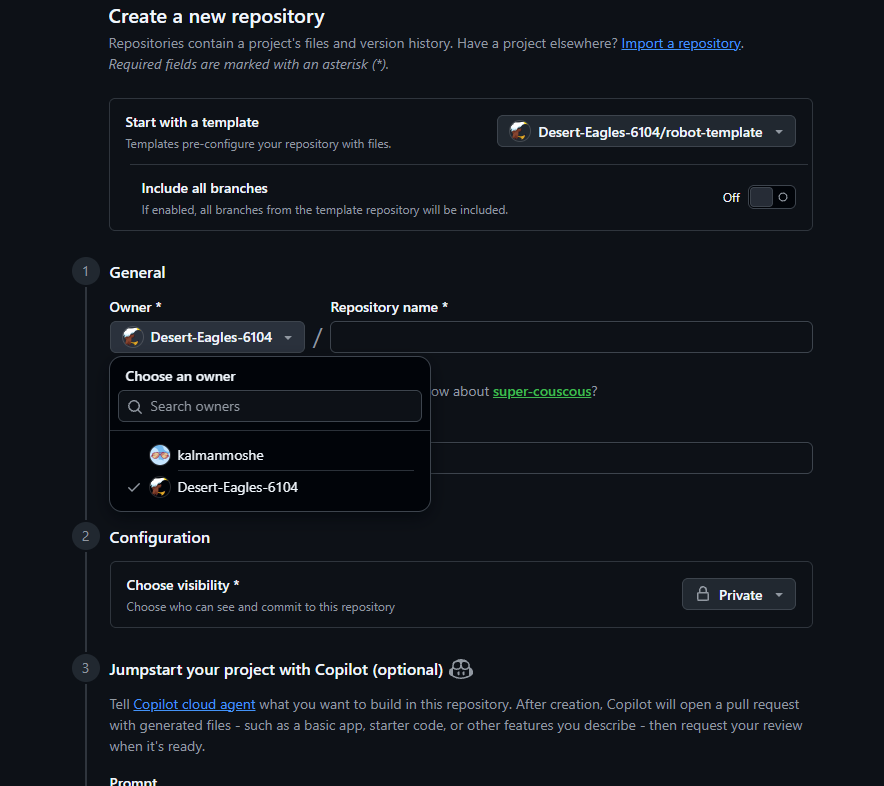 Create a new repository
Repositories contain a project's files and version history. Have a project elsewhere? Import a repository.
Required fields are marked with an asterisk (*).
Start with a template
Templates pre-configure your repository with files.
Desert-Eagles-6104/robot-template
Include all branches
If enabled, all branches from the template repository will be included.
Off
1
General
Owner *
Repository name *
Desert-Eagles-6104
/
Choose an owner
Search owners
kalmanmoshe
Desert-Eagles-6104
about super-couscous?
2
Configuration
Choose visibility *
Choose who can see and commit to this repository
Private
3
Jumpstart your project with Copilot (optional)
Tell Copilot cloud agent what you want to build in this repository. After creation, Copilot will open a pull request
with generated files - such as a basic app, starter code, or other features you describe - then request your review
when it's ready.
Prompt